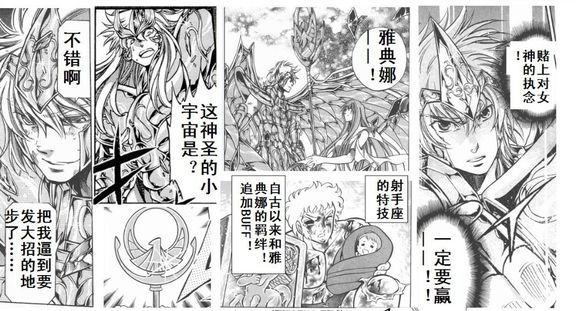 赌上对女
神的执念
！
一定要赢
——！！
雅典娜
——！
射手座
的特技
自古以来和雅
典娜的羁绊！
追加BUFF！
这神圣的小
宇宙是？
不错啊
把我逼到要
发大招的地
步了……